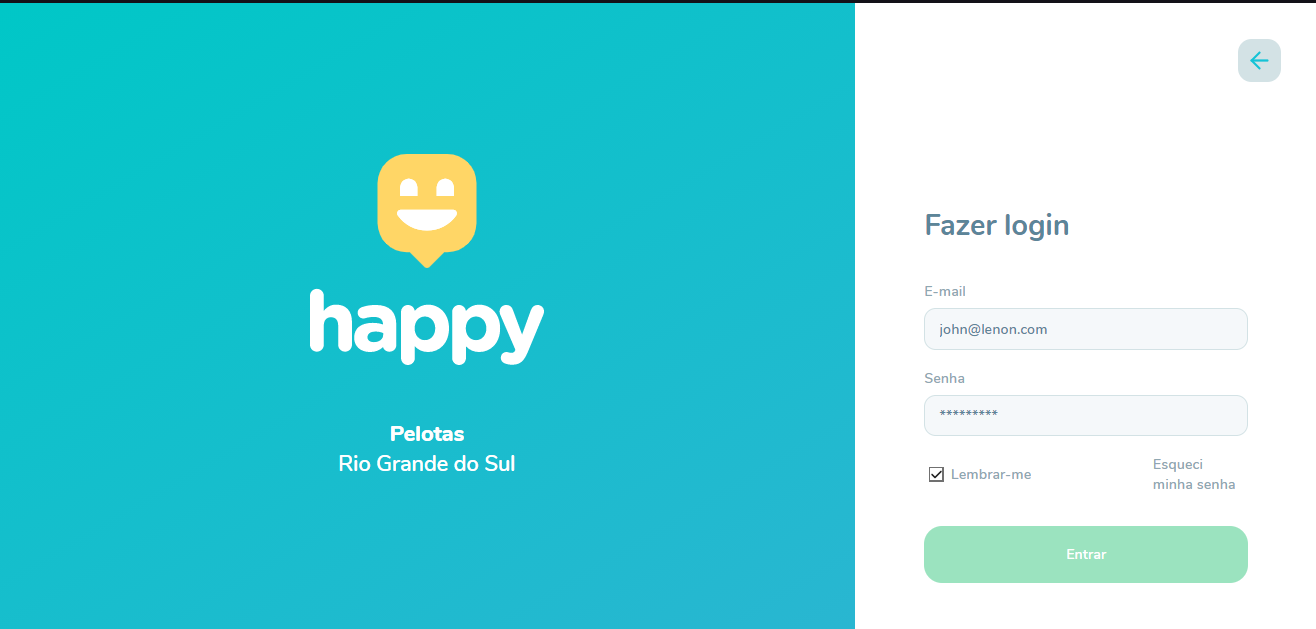 happy
Pelotas
Rio Grande do Sul
Fazer login
E-mail
john@lenon.com
Senha
*********
Lembrar-me
Esqueci
minha senha
Entrar